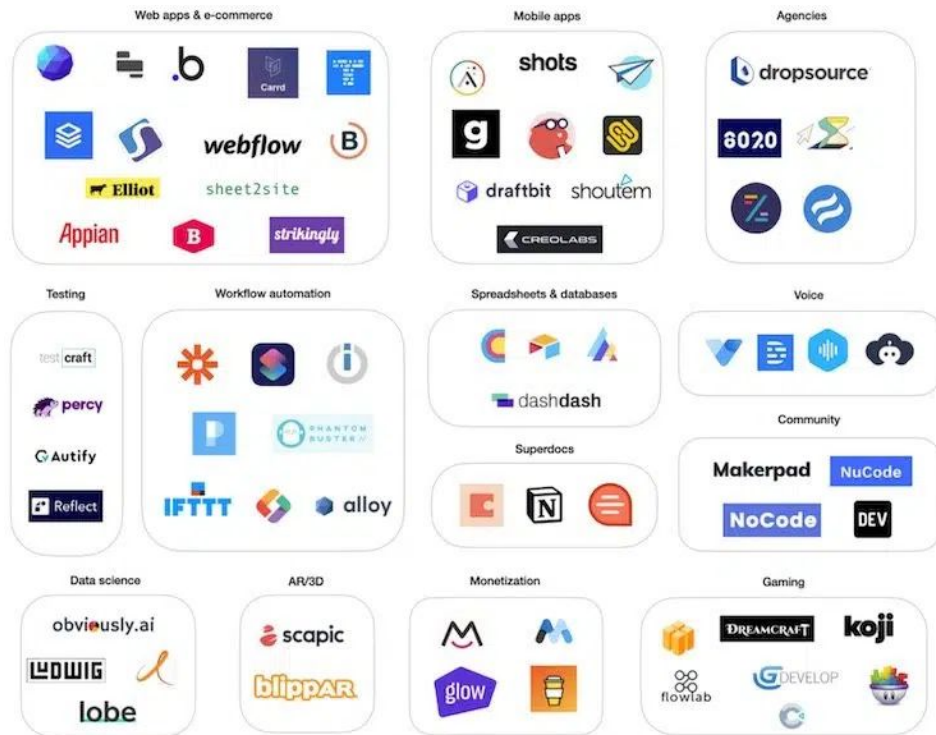 Web apps & e-commerce
Mobile apps
Agencies
.b
Carrd
webflow
B
Elliot
sheet2site
Appian
B
strikingly
shots
g
draftbit
shoutem
CREOLABS
dropsource
8020
Testing
Workflow automation
Spreadsheets & databases
Voice
testcraft
percy
Autify
Reflect
i
P
PHANTOM
BUSTER
IFTTT
alloy
dashdash
Superdocs
N
Community
Makerpad
NuCode
NoCode
DEV
Data science
AR/3D
Monetization
Gaming
obviously.ai
LUDWIG
lobe
scapic
blippAR
glow
DREAMCRAFT
koji
flowlab
GDEVELOP